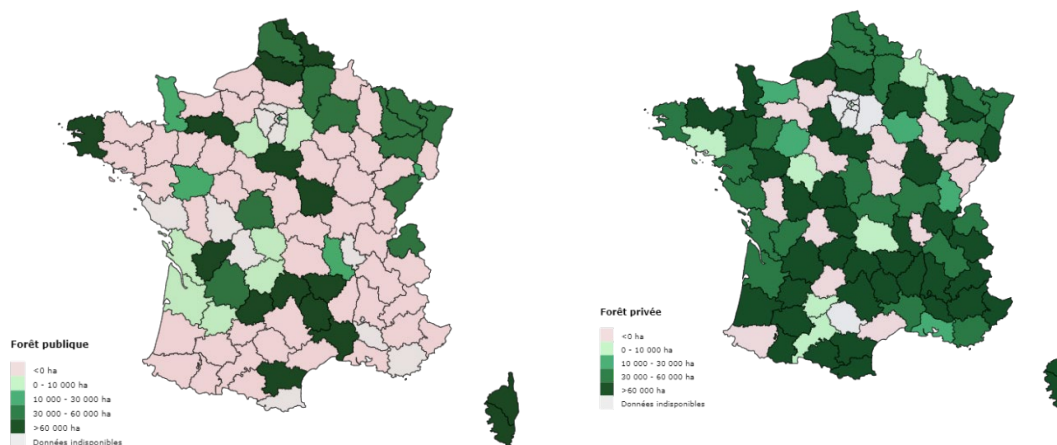 Forêt publique
<0 ha
0 - 10 000 ha
10 000 - 30 000 ha
30 000 - 60 000 ha
>60 000 ha
Données indisponibles
Forêt privée
<0 ha
0 - 10 000 ha
10 000 - 30 000 ha
30 000 - 60 000 ha
>60 000 ha
Données indisponibles